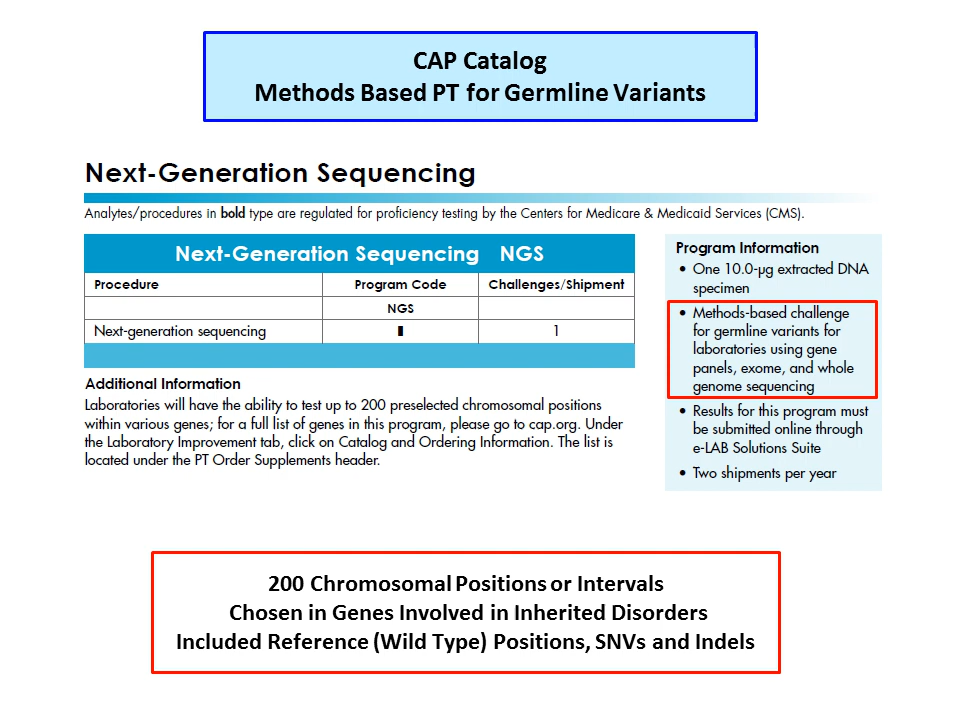 CAP Catalog
Methods Based PT for Germline Variants
Next-Generation Sequencing
Analytes/procedures in bold type are regulated for proficiency testing by the Centers for Medicare & Medicaid Services (CMS).
Next-Generation Sequencing NGS
Procedure Program Code Challenges/Shipment
NGS
Next-generation sequencing ▮ 1
Additional Information
Laboratories will have the ability to test up to 200 preselected chromosomal positions
within various genes; for a full list of genes in this program, please go to cap.org. Under
the Laboratory Improvement tab, click on Catalog and Ordering Information. The list is
located under the PT Order Supplements header.
Program Information
• One 10.0-µg extracted DNA
specimen
• Methods-based challenge
for germline variants for
laboratories using gene
panels, exome, and whole
genome sequencing
• Results for this program must
be submitted online through
e-LAB Solutions Suite
• Two shipments per year
200 Chromosomal Positions or Intervals
Chosen in Genes Involved in Inherited Disorders
Included Reference (Wild Type) Positions, SNVs and Indels